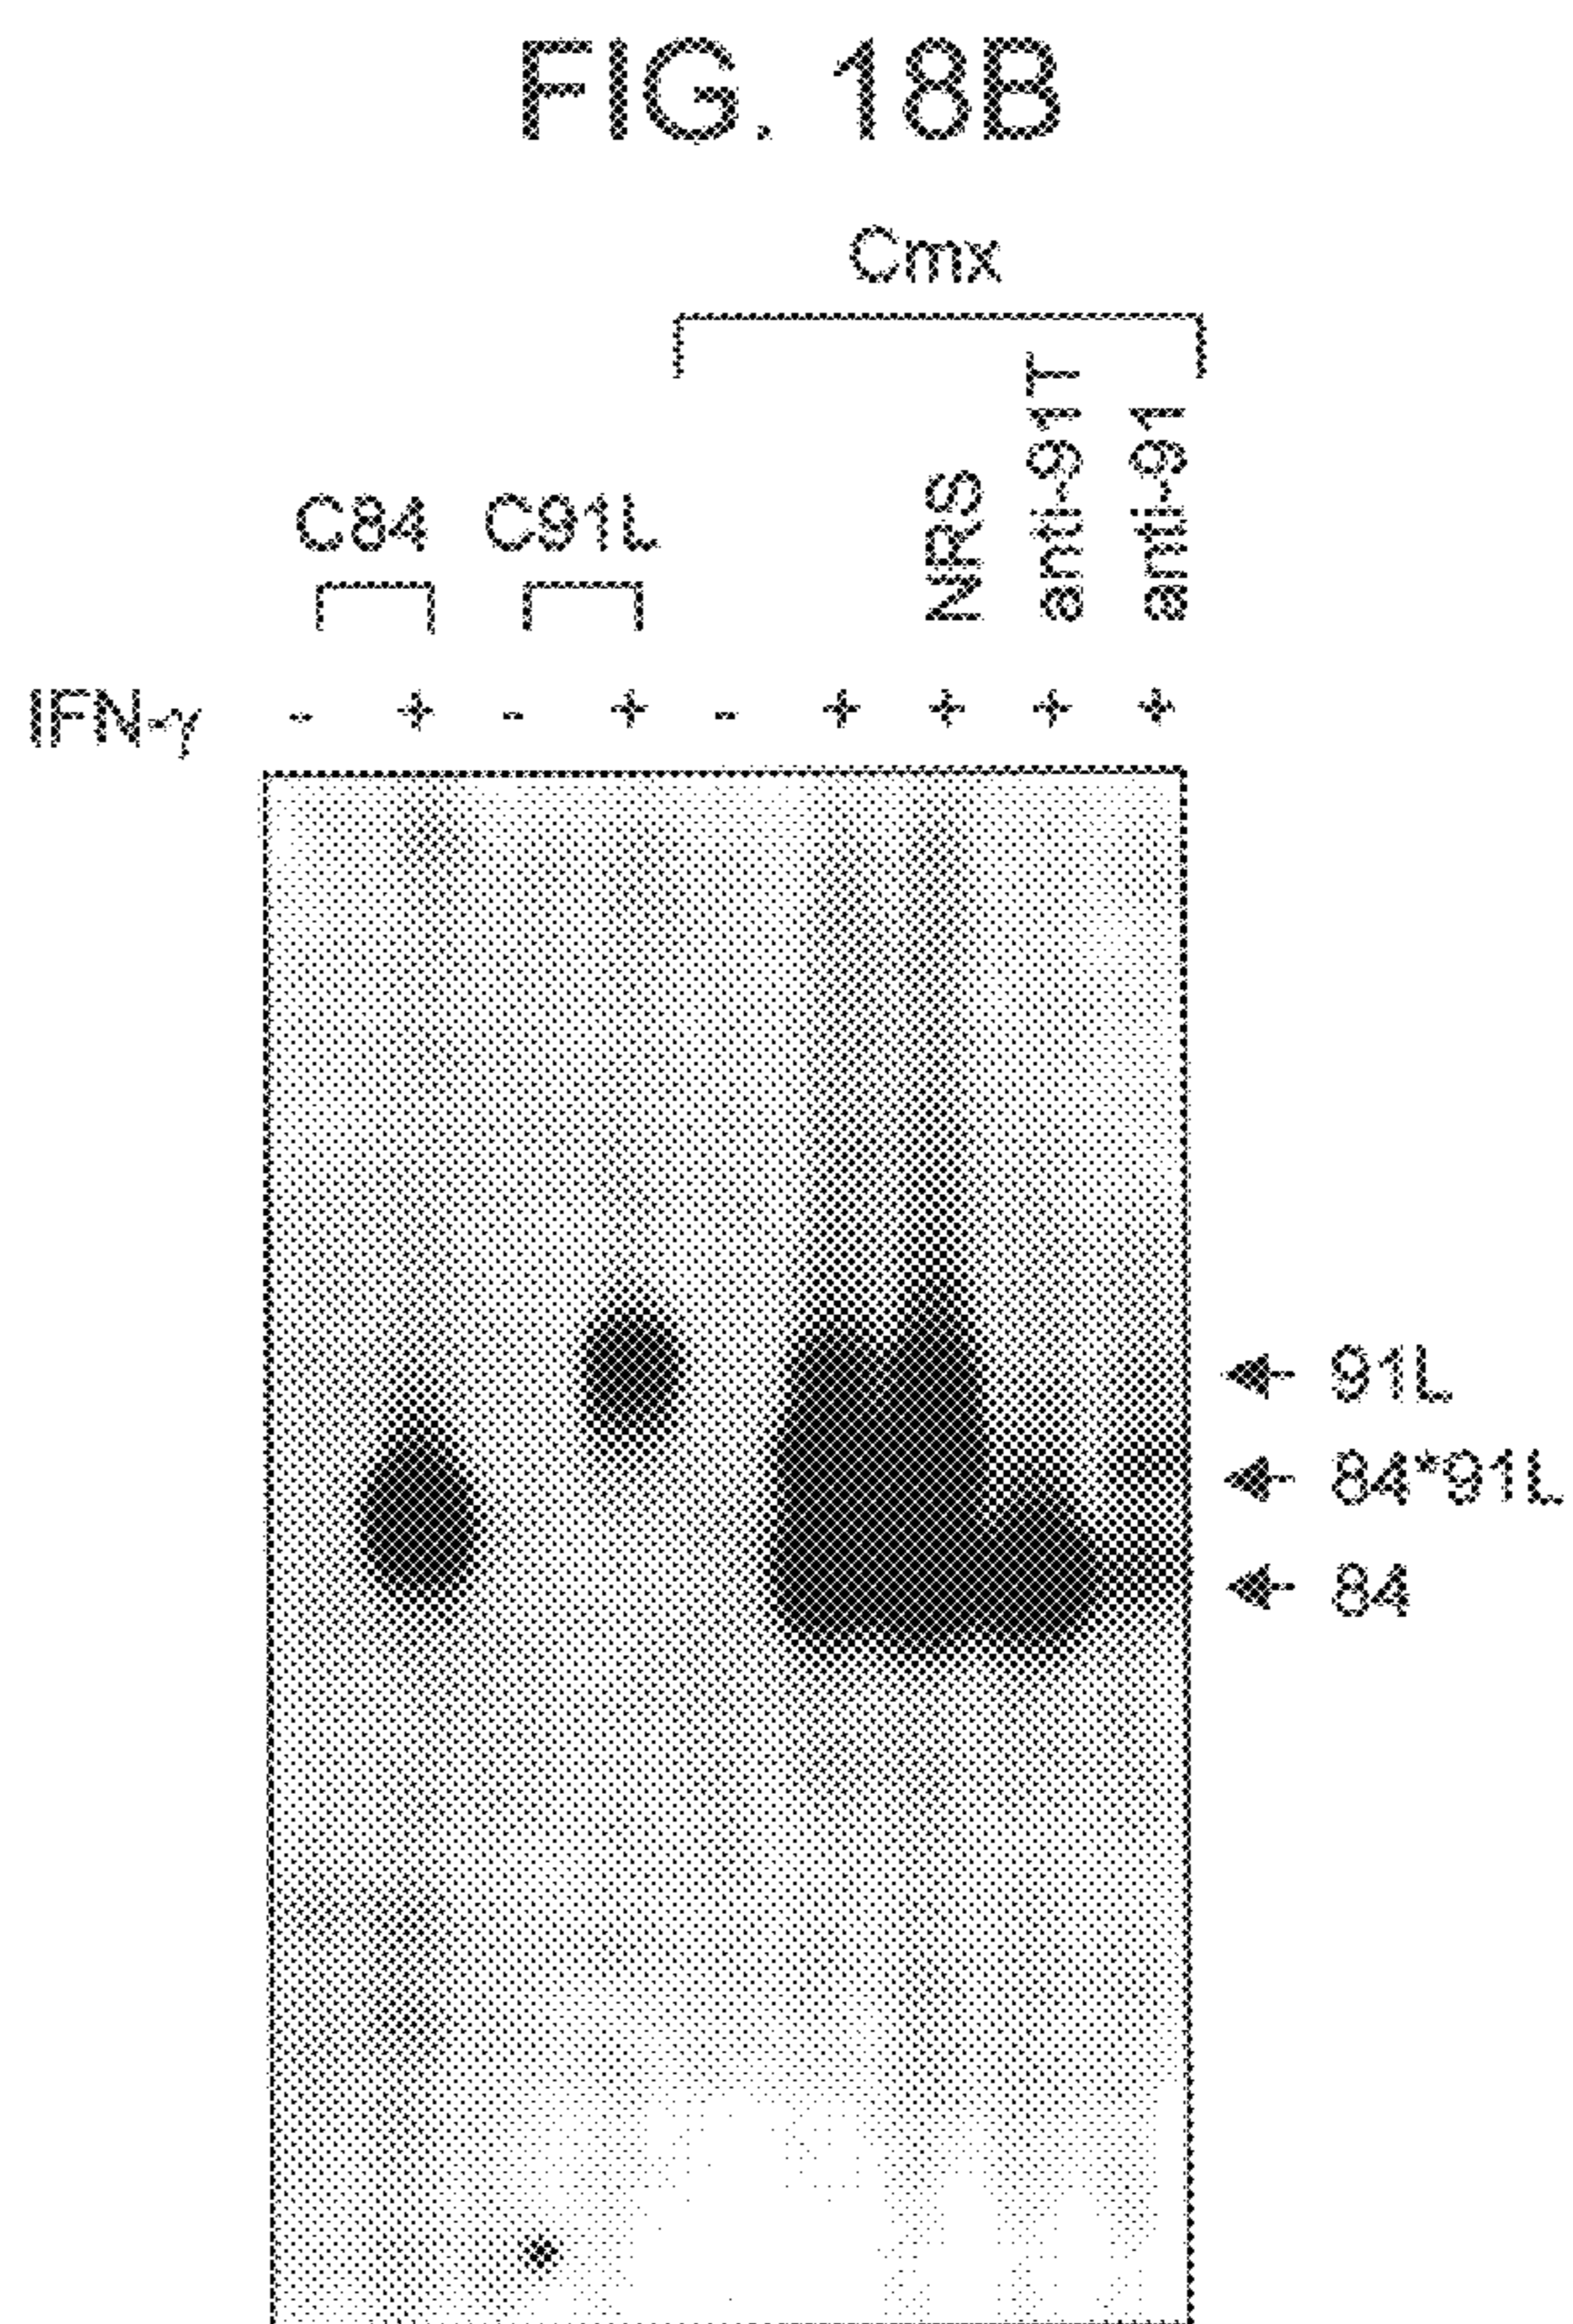 FIG. 18B
Cmx
C84 C91L NRS anti-91T anti-91
IFN-γ - + - + - + + + +
91L
84*91L
84